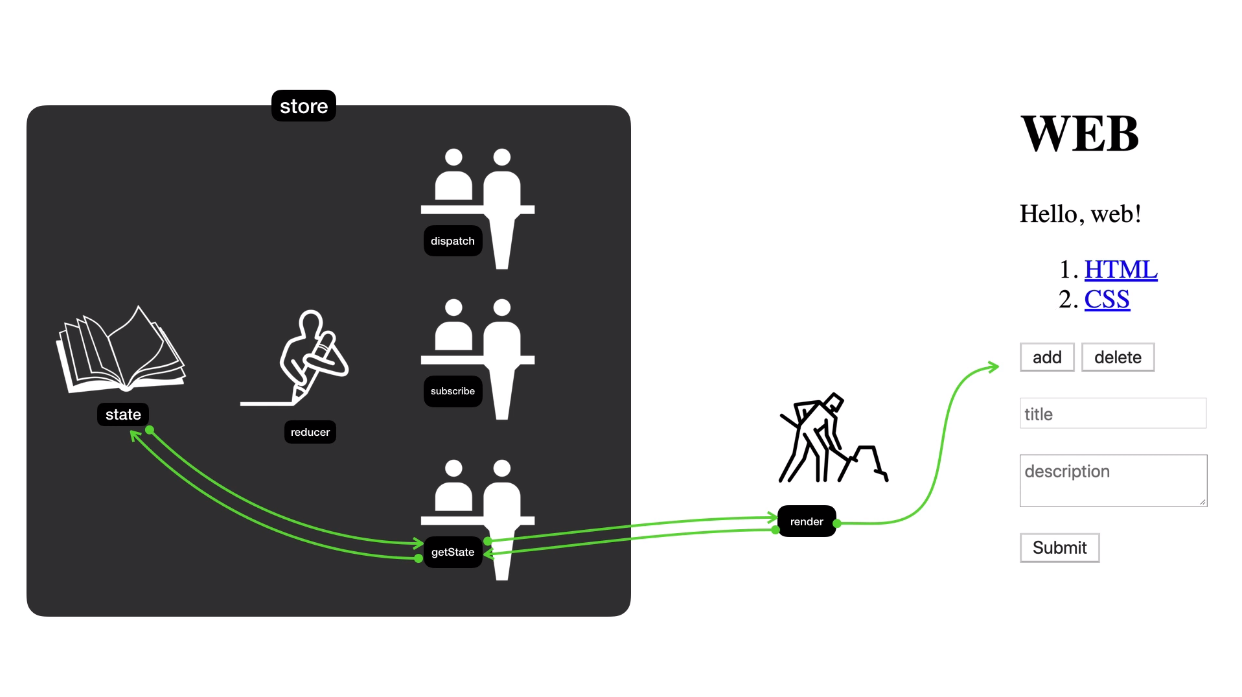 store
dispatch
subscribe
state
reducer
getState
render
WEB
Hello, web!
1. HTML
2. CSS
add delete
title
description
Submit